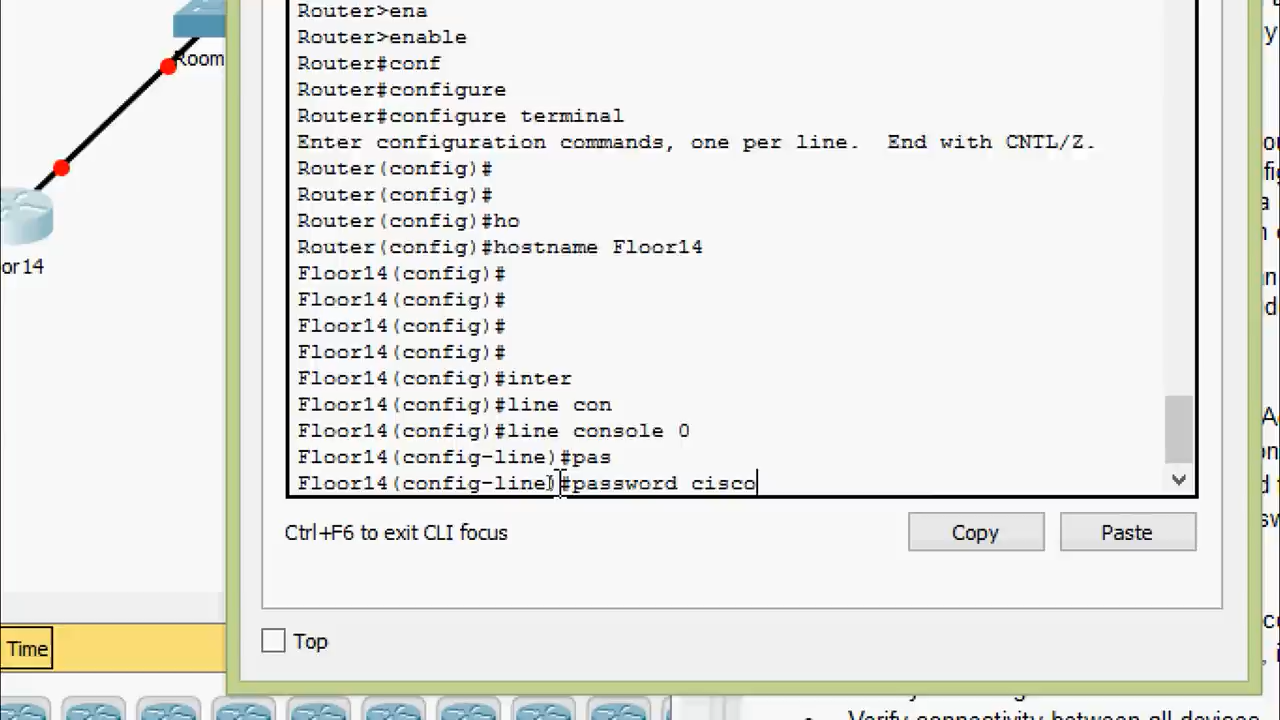 Router>ena
Router>enable
Router#conf
Router#configure
Router#configure terminal
Enter configuration commands, one per line.  End with CNTL/Z.
Router(config)#
Router(config)#
Router(config)#ho
Router(config)#hostname Floor14
Floor14(config)#
Floor14(config)#
Floor14(config)#
Floor14(config)#
Floor14(config)#inter
Floor14(config)#line con
Floor14(config)#line console 0
Floor14(config-line)#pas
Floor14(config-line)#password cisco
Ctrl+F6 to exit CLI focus
Copy
Paste
Top
Room
or14
Time
Verify connectivity between all devices